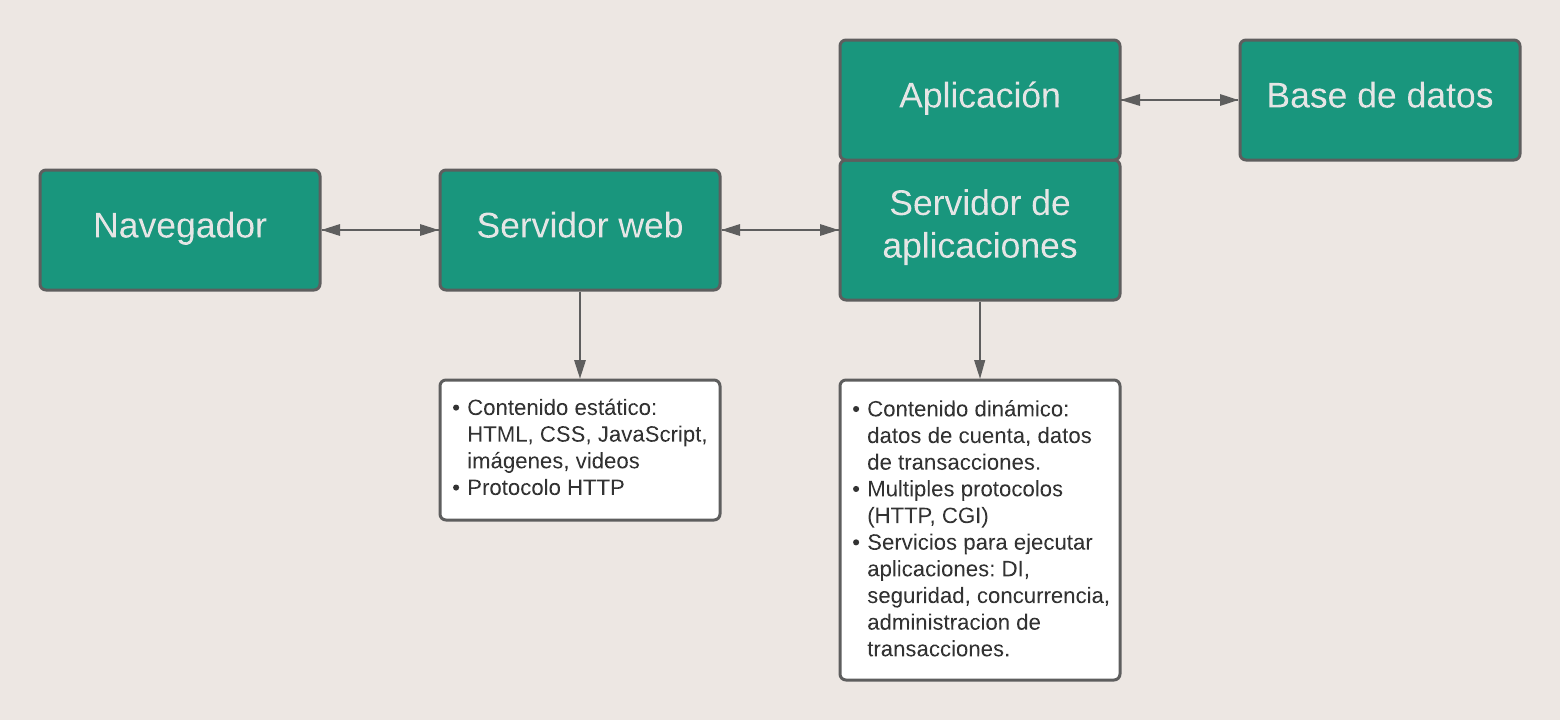 Aplicación
Base de datos
Navegador
Servidor web
Servidor de
aplicaciones
• Contenido estático:
HTML, CSS, JavaScript,
imágenes, videos
• Protocolo HTTP
• Contenido dinámico:
datos de cuenta, datos
de transacciones.
• Multiples protocolos
(HTTP, CGI)
• Servicios para ejecutar
aplicaciones: DI,
seguridad, concurrencia,
administracion de
transacciones.